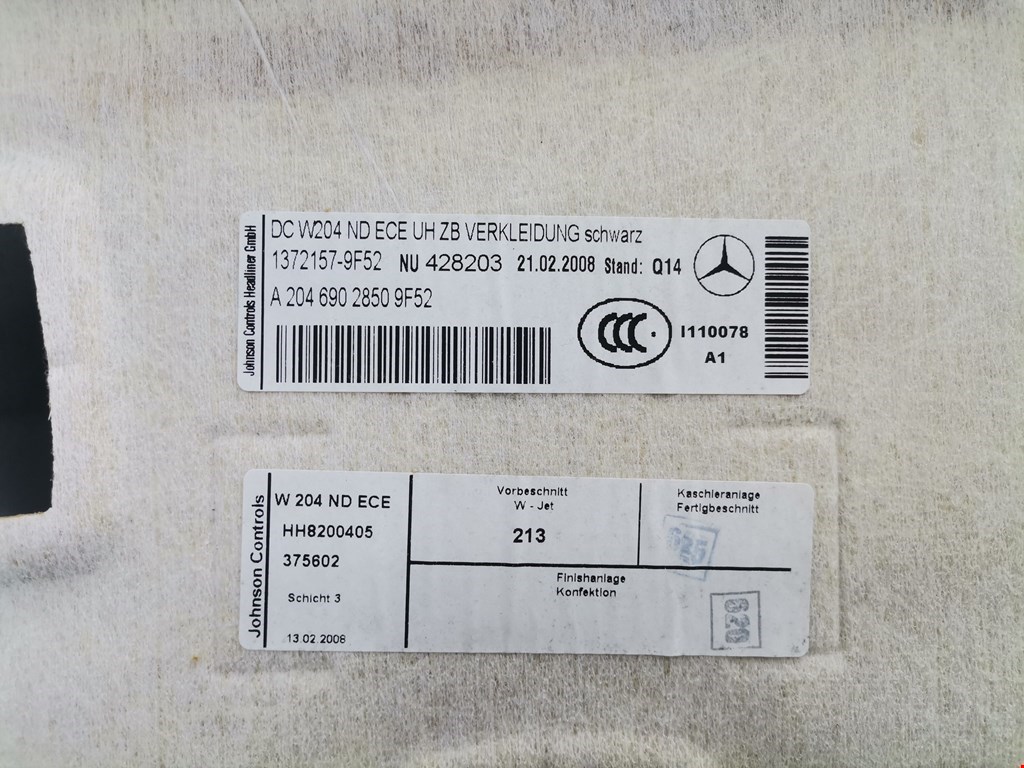 Johnson Controls Headliner GmbH
DC W204 ND ECE UH ZB VERKLEIDUNG schwarz
1372157-9F52 NU 428203 21.02.2008 Stand: Q14
A 204 690 2850 9F52
CCC
I110078
A1
Johnson Controls
W 204 ND ECE
HH8200405
375602
Schicht 3
13.02.2008
Vorbeschnitt
W - Jet
213
Kaschieranlage
Fertigbeschnitt
Finishanlage
Konfektion